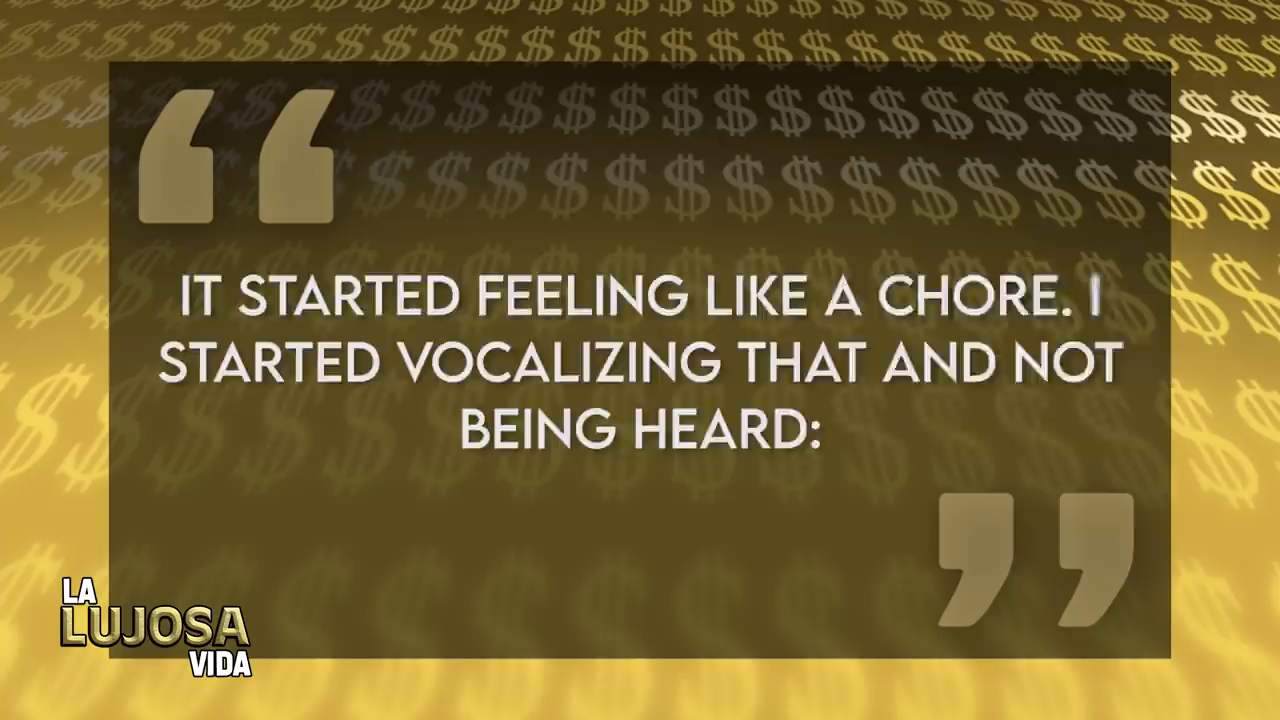 IT STARTED FEELING LIKE A CHORE. I
STARTED VOCALIZING THAT AND NOT
BEING HEARD:
LA
LUJOSA
VIDA